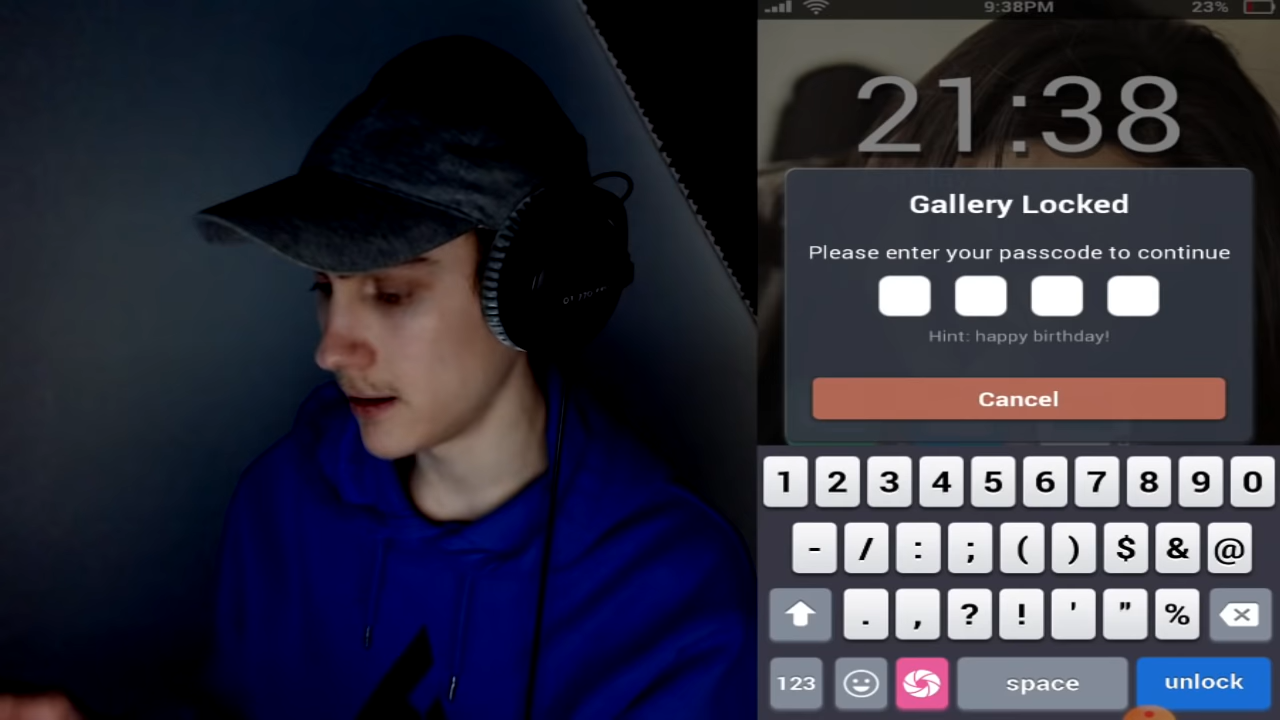 9:38PM 23%
21:38
Gallery Locked
Please enter your passcode to continue
Hint: happy birthday!
Cancel
1 2 3 4 5 6 7 8 9 0
- / : ; ( ) $ & @
. , ? ! ' " %
123 space unlock